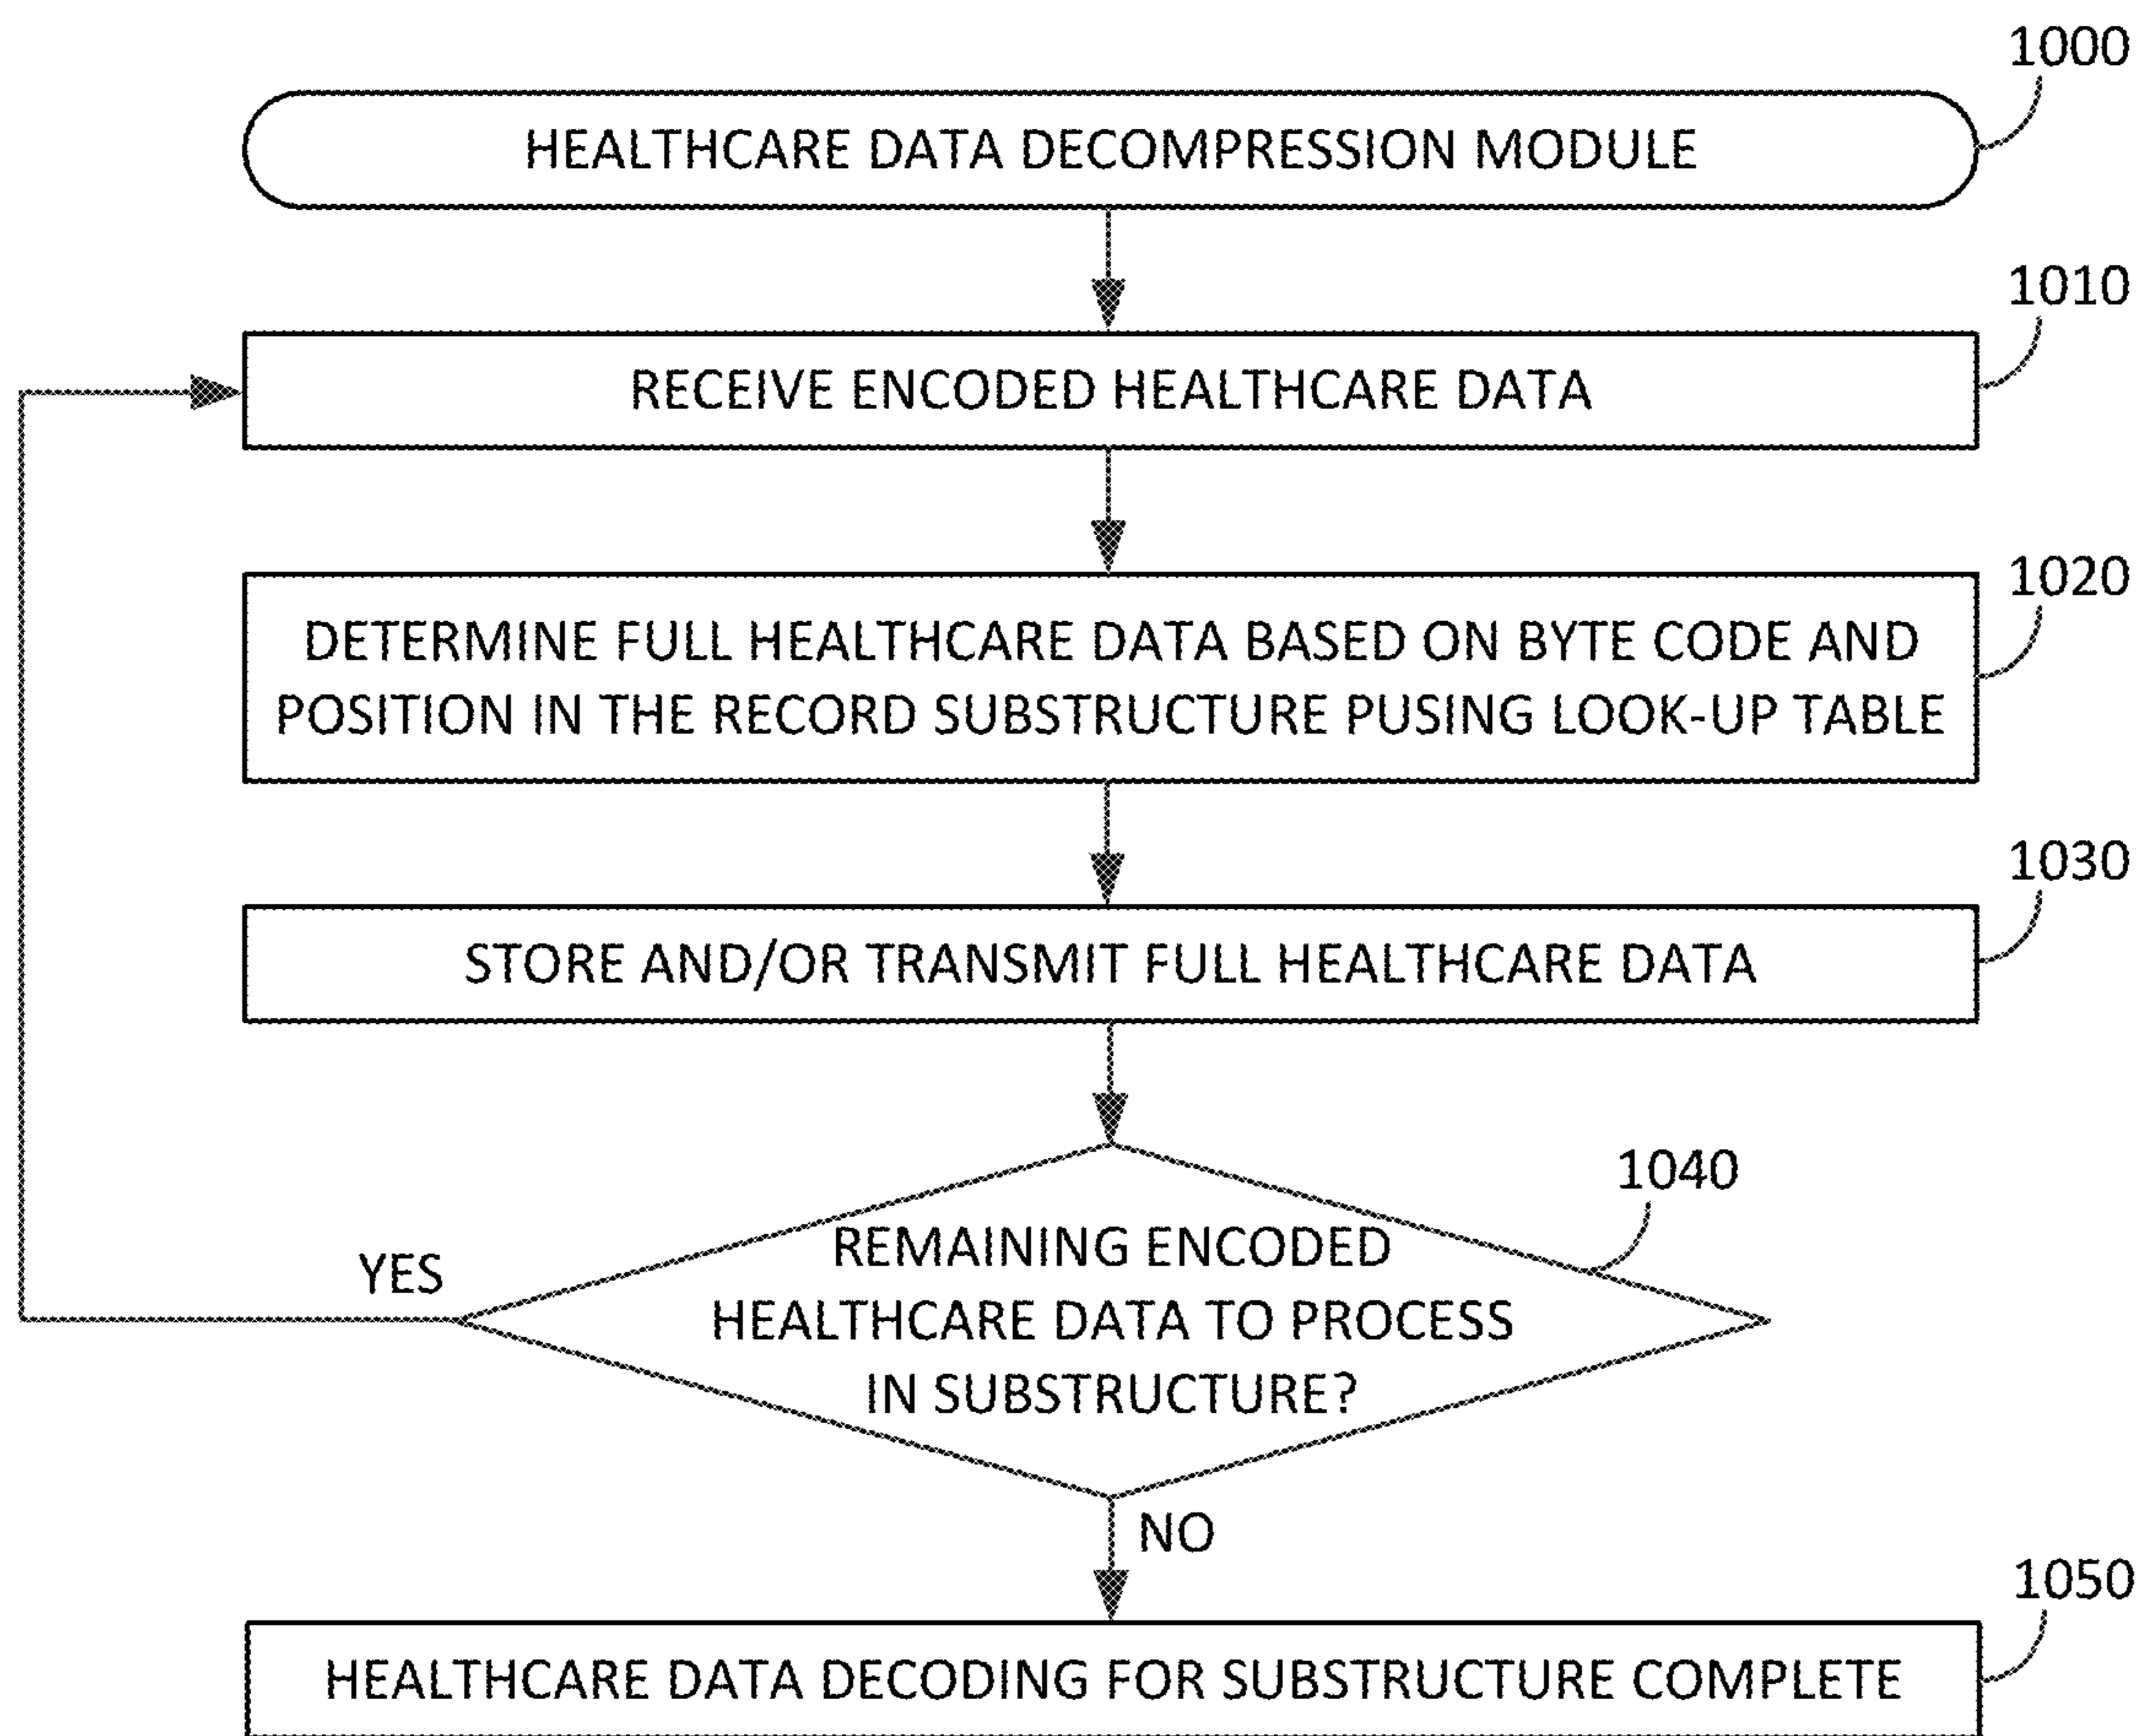 1000
HEALTHCARE DATA DECOMPRESSION MODULE
1010
RECEIVE ENCODED HEALTHCARE DATA
1020
DETERMINE FULL HEALTHCARE DATA BASED ON BYTE CODE AND
POSITION IN THE RECORD SUBSTRUCTURE PUSING LOOK-UP TABLE
1030
STORE AND/OR TRANSMIT FULL HEALTHCARE DATA
1040
REMAINING ENCODED
HEALTHCARE DATA TO PROCESS
IN SUBSTRUCTURE?
YES
NO
1050
HEALTHCARE DATA DECODING FOR SUBSTRUCTURE COMPLETE